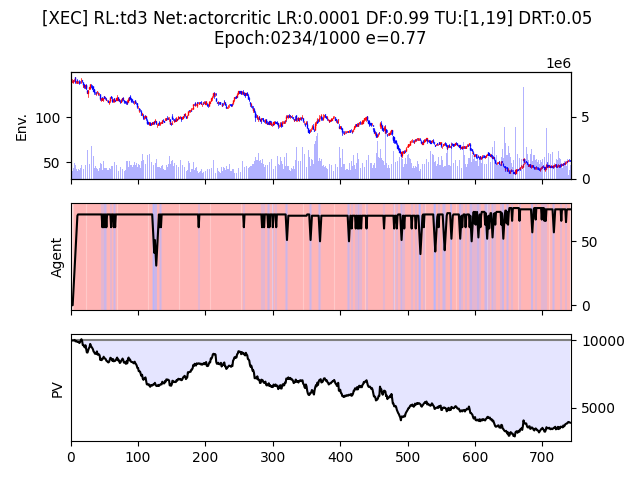 [XEC] RL:td3 Net:actorcritic LR:0.0001 DF:0.99 TU:[1,19] DRT:0.05
Epoch:0234/1000 e=0.77
1e6
Env.
100
50
5
0
Agent
50
0
PV
10000
5000
0 100 200 300 400 500 600 700